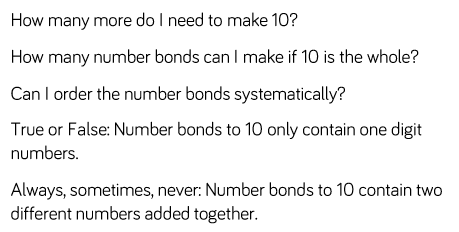 How many more do I need to make 10?
How many number bonds can I make if 10 is the whole?
Can I order the number bonds systematically?
True or False: Number bonds to 10 only contain one digit
numbers.
Always, sometimes, never: Number bonds to 10 contain two
different numbers added together.